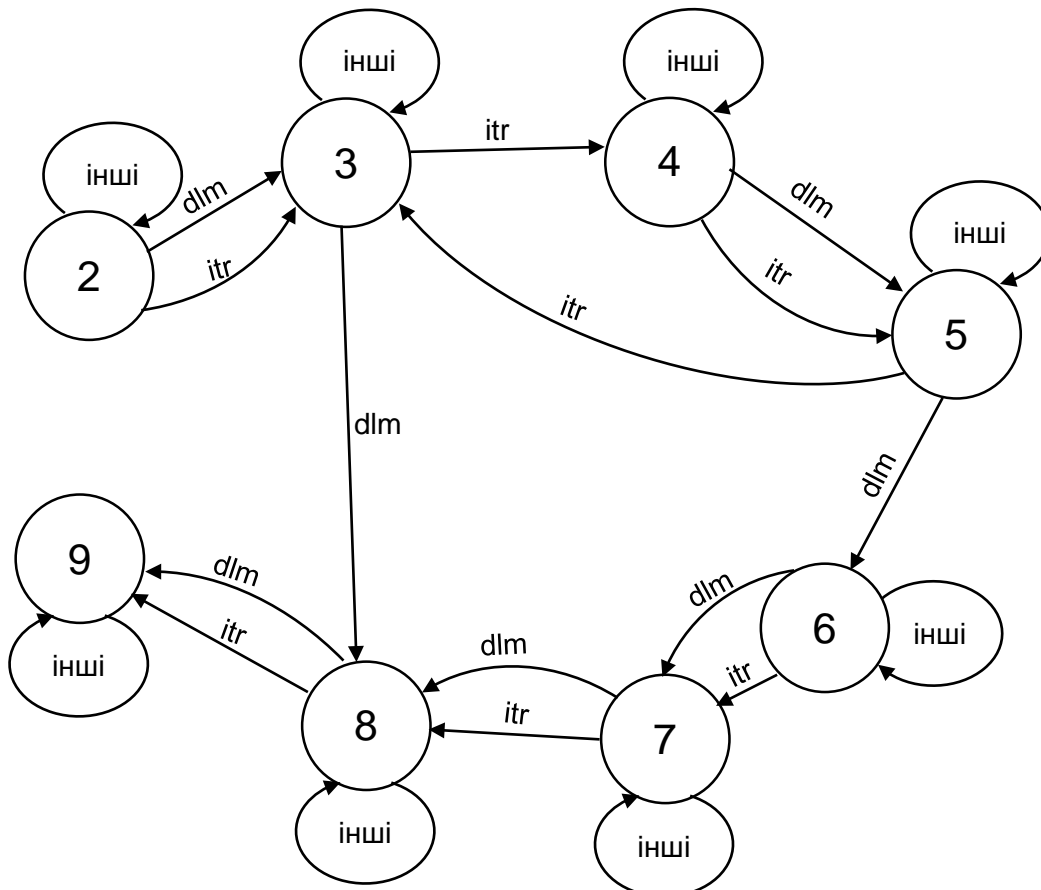 інші
інші
інші
itr
3
4
dlm
dlm
інші
2
itr
itr
itr
5
dlm
dlm
9
dlm
dlm
6
інші
itr
dlm
itr
інші
itr
8
7
інші
інші